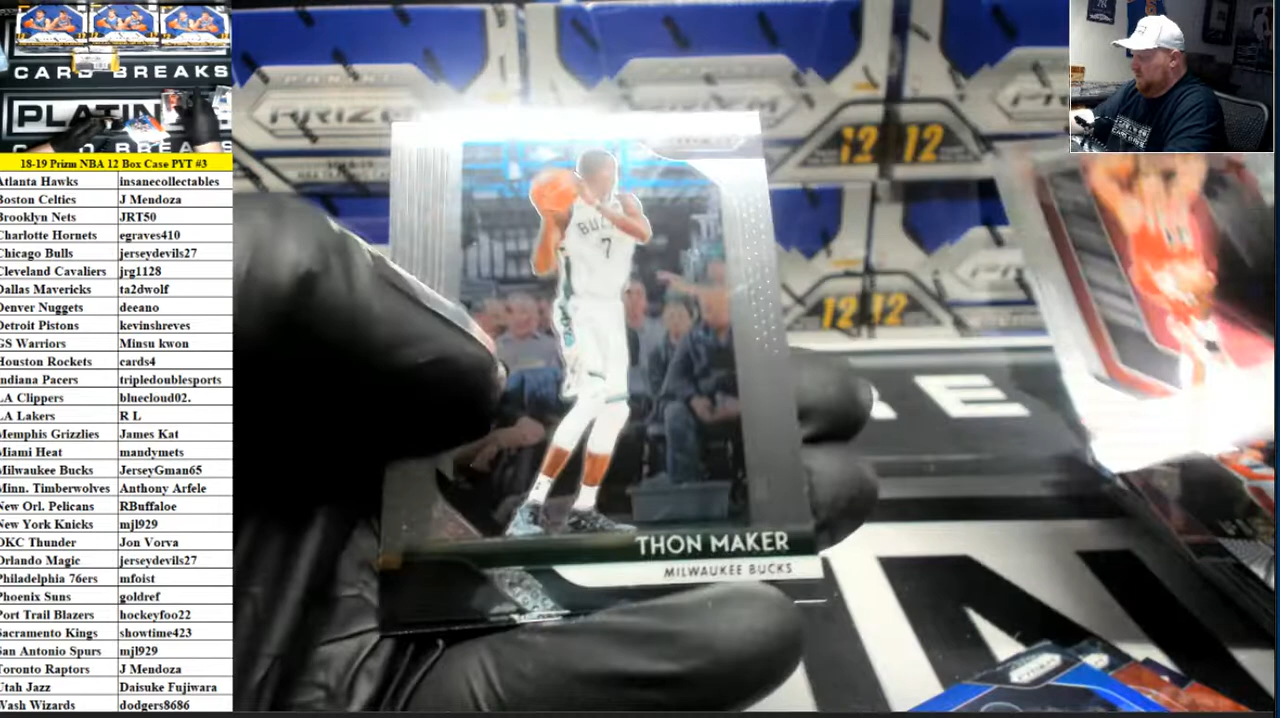 CARD BREAKS
PLATIN
18-19 Prizm NBA 12 Box Case PYT #3
Atlanta Hawks insanecollectables
Boston Celtics J Mendoza
Brooklyn Nets JRT50
Charlotte Hornets egraves410
Chicago Bulls jerseydevils27
Cleveland Cavaliers jrg1128
Dallas Mavericks ta2dwolf
Denver Nuggets deeano
Detroit Pistons kevinshreves
GS Warriors Minsu kwon
Houston Rockets cards4
Indiana Pacers tripledoublesports
LA Clippers bluecloud02.
LA Lakers R L
Memphis Grizzlies James Kat
Miami Heat mandymets
Milwaukee Bucks JerseyGman65
Minn. Timberwolves Anthony Arfele
New Orl. Pelicans RBuffaloe
New York Knicks mjl929
OKC Thunder Jon Vorva
Orlando Magic jerseydevils27
Philadelphia 76ers mfoist
Phoenix Suns goldref
Port Trail Blazers hockeyfoo22
Sacramento Kings showtime423
San Antonio Spurs mjl929
Toronto Raptors J Mendoza
Utah Jazz Daisuke Fujiwara
Wash Wizards dodgers8686
PRIZM
12 12
12 12
BUCKS
7
E
THON MAKER
MILWAUKEE BUCKS